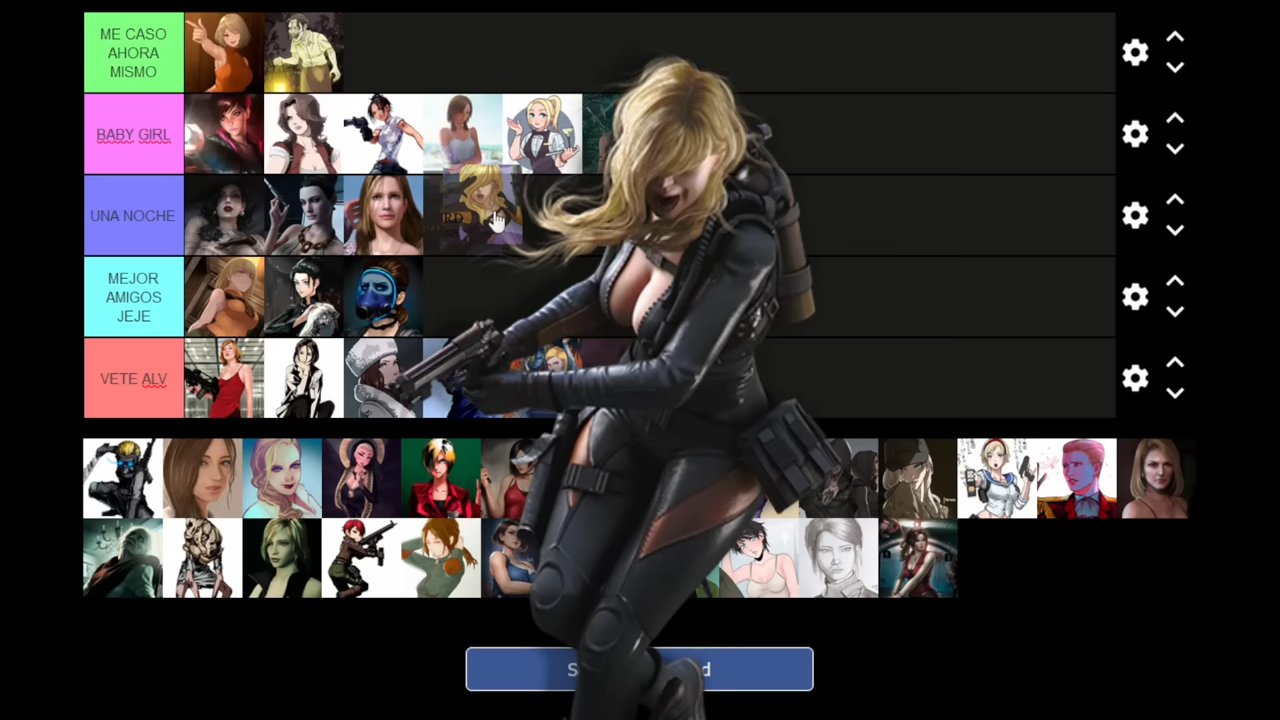 ME CASO
AHORA
MISMO
BABY GIRL
UNA NOCHE
MEJOR
AMIGOS
JEJE
VETE ALV